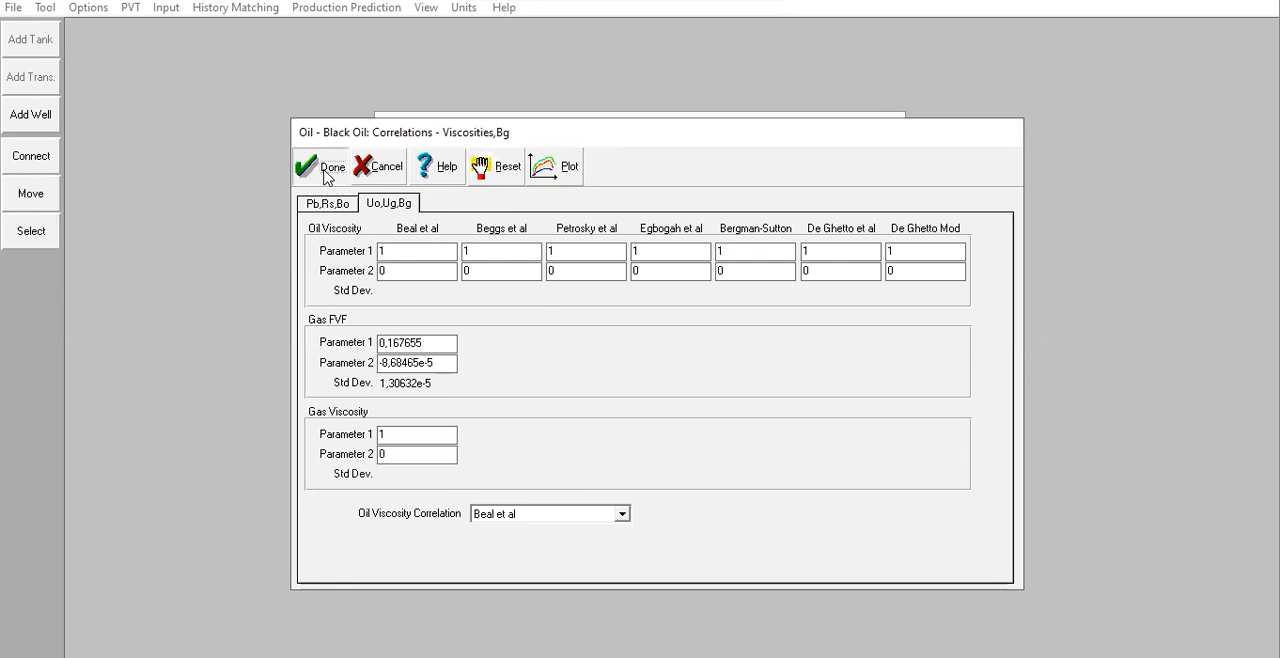 File Tool Options PVT Input History Matching Production Prediction View Units Help
Add Tank
Add Trans.
Add Well
Connect
Move
Select
Oil - Black Oil: Correlations - Viscosities,Bg
Done Cancel Help Reset Plot
Pb,Rs,Bo Uo,Ug,Bg
Oil Viscosity Beal et al Beggs et al Petrosky et al Egbogah et al Bergman-Sutton De Ghetto et al De Ghetto Mod
Parameter 1 1 1 1 1 1 1 1
Parameter 2 0 0 0 0 0 0 0
Std Dev.
Gas FVF
Parameter 1 0,167655
Parameter 2 -8,68465e-5
Std Dev. 1,30632e-5
Gas Viscosity
Parameter 1 1
Parameter 2 0
Std Dev.
Oil Viscosity Correlation Beal et al